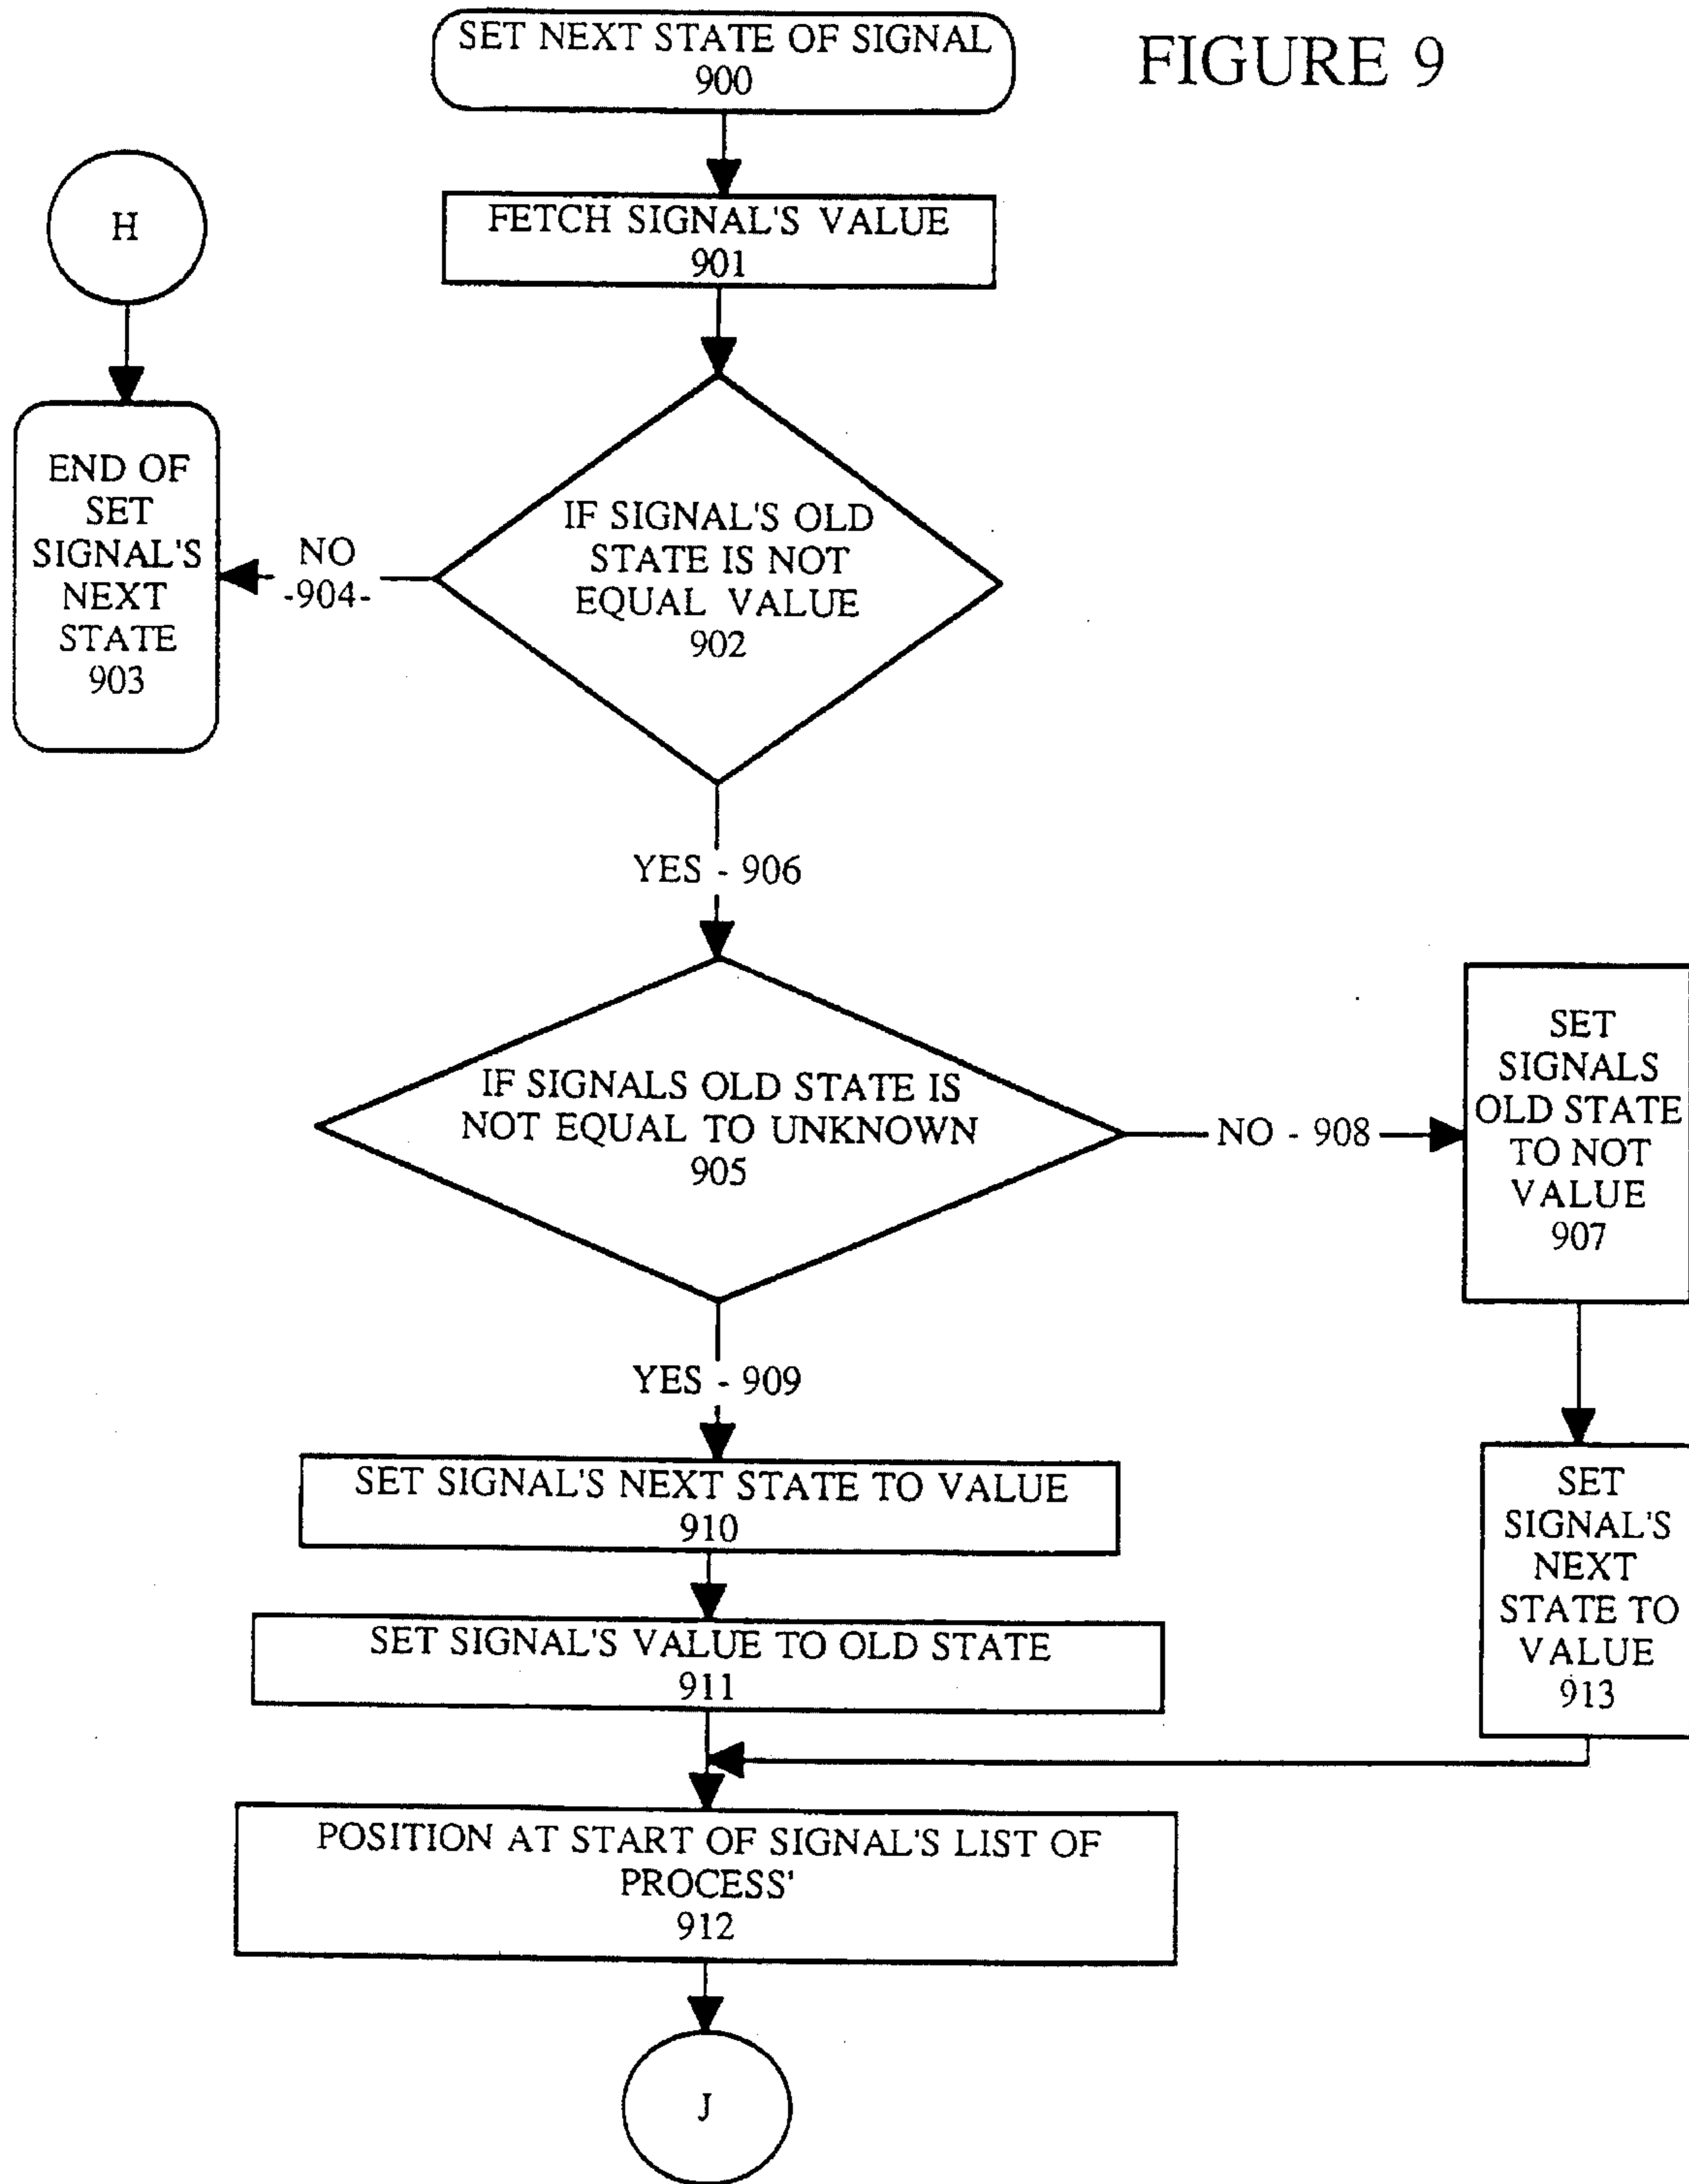 SET NEXT STATE OF SIGNAL
900
FIGURE 9
H
FETCH SIGNAL'S VALUE
901
END OF
SET
SIGNAL'S
NEXT
STATE
903
NO
-904-
IF SIGNAL'S OLD
STATE IS NOT
EQUAL VALUE
902
YES - 906
IF SIGNALS OLD STATE IS
NOT EQUAL TO UNKNOWN
905
NO - 908
SET
SIGNALS
OLD STATE
TO NOT
VALUE
907
YES - 909
SET SIGNAL'S NEXT STATE TO VALUE
910
SET
SIGNAL'S
NEXT
STATE TO
VALUE
913
SET SIGNAL'S VALUE TO OLD STATE
911
POSITION AT START OF SIGNAL'S LIST OF
PROCESS'
912
J